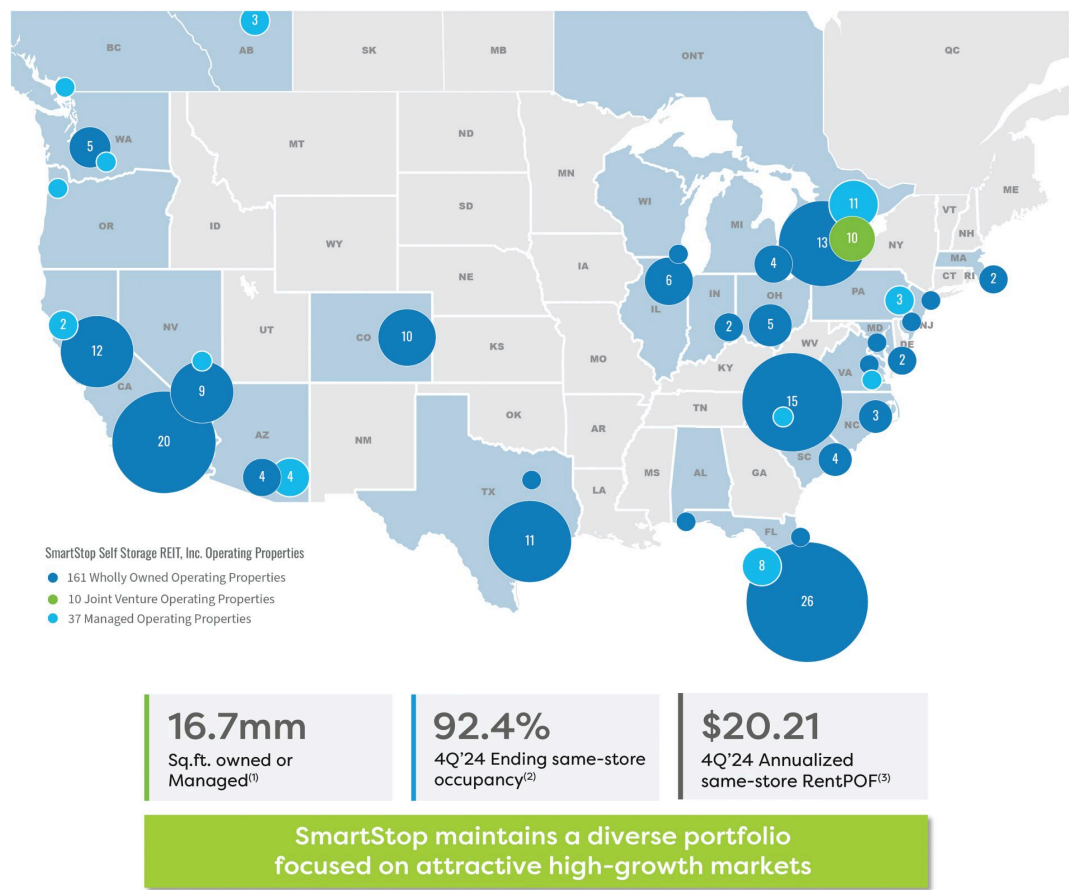 3
BC
AB
SK
MB
ONT
QC
WA
5
MT
ND
MN
ME
OR
ID
SD
WI
MI
11
VT
NH
WY
13
10
NY
MA
IA
4
CT
RI
2
NE
6
IN
OH
PA
3
2
NV
UT
CO
10
IL
2
5
NJ
12
KS
MO
WV
MD
DE
2
CA
KY
VA
9
15
TN
NC
3
20
AZ
NM
OK
AR
SC
4
4
4
TX
MS
AL
GA
LA
11
FL
8
26
SmartStop Self Storage REIT, Inc. Operating Properties
161 Wholly Owned Operating Properties
10 Joint Venture Operating Properties
37 Managed Operating Properties
16.7mm
Sq.ft. owned or
Managed(1)
92.4%
4Q'24 Ending same-store
occupancy(2)
$20.21
4Q'24 Annualized
same-store RentPOF(3)
SmartStop maintains a diverse portfolio
focused on attractive high-growth markets